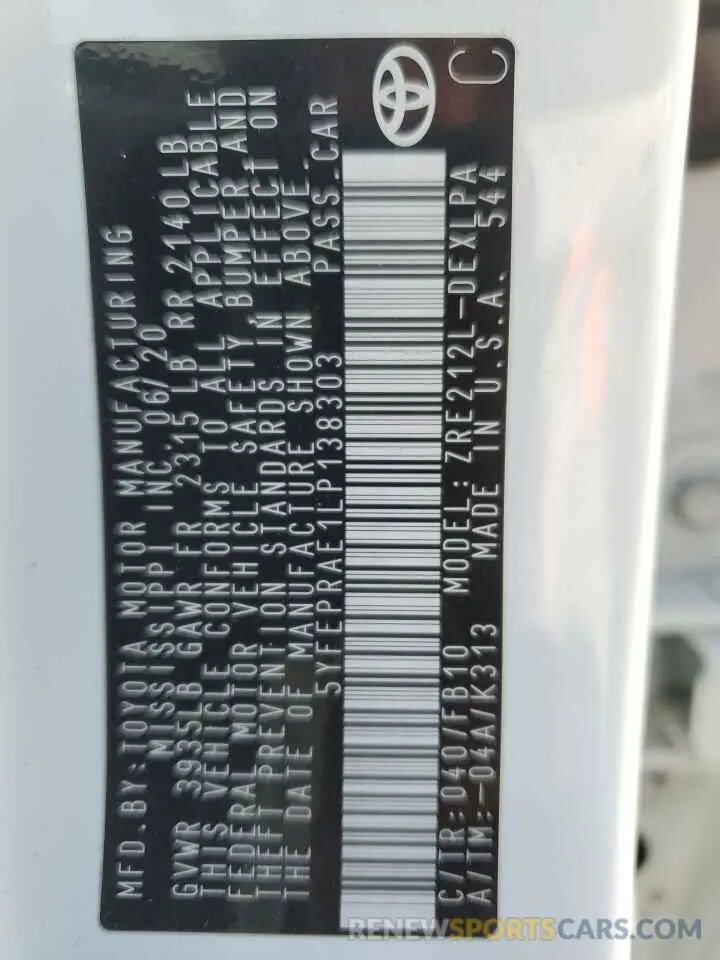 MFD.BY:TOYOTA MOTOR MANUFACTURING
MISSISSIPPI INC. 06/20
GVWR 3935LB GAWR FR 2315 LB RR 2140LB
THIS VEHICLE CONFORMS TO ALL APPLICABLE
FEDERAL MOTOR VEHICLE SAFETY, BUMPER AND
THEFT PREVENTION STANDARDS IN EFFECT ON
THE DATE OF MANUFACTURE SHOWN ABOVE.
5YFEPRAE1LP138303 PASS.CAR
C/TR:040/FB10 MODEL:ZRE212L-DEXLPA
A/TM:-04A/K313 MADE IN U.S.A. 544
C
RENEWSPORTSCARS.COM